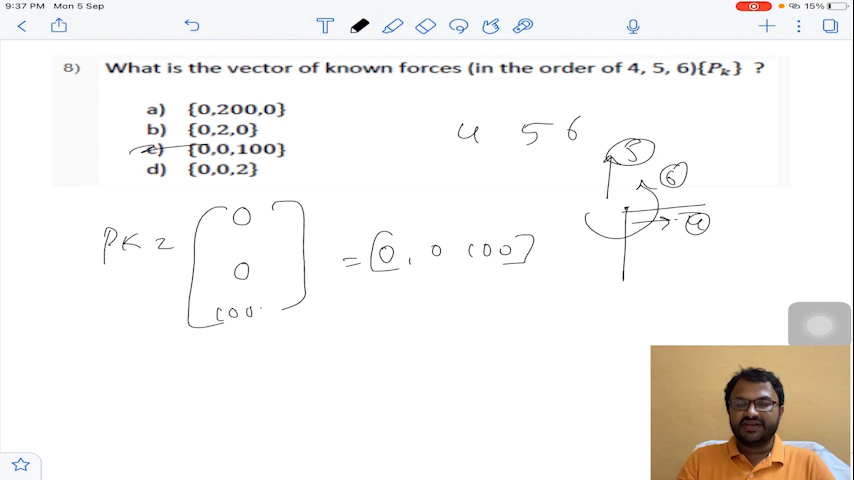 9:37 PM Mon 5 Sep
15%
8) What is the vector of known forces (in the order of 4, 5, 6){Pk} ?
a) {0,200,0}
b) {0,2,0}
c) {0,0,100}
d) {0,0,2}
4 5 6
5
6
4
PK = [0
0
100] = [0, 0 100]